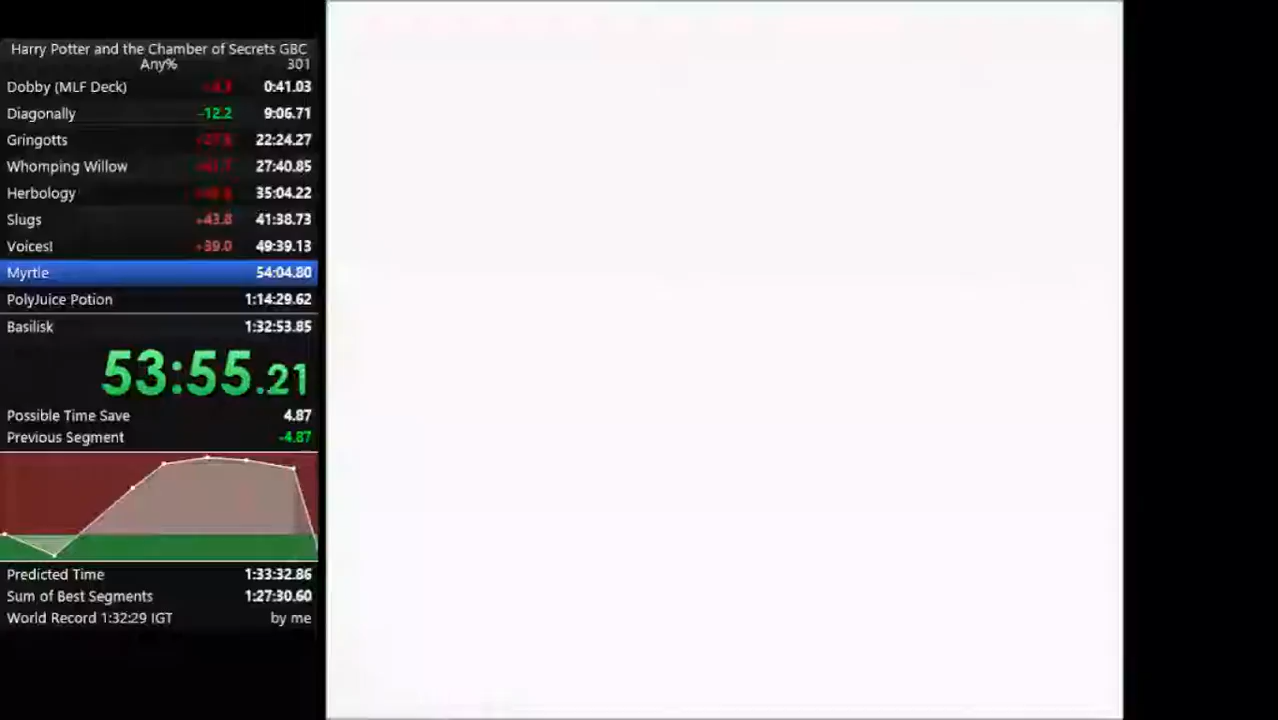 Harry Potter and the Chamber of Secrets GBC
Any% 301
Dobby (MLF Deck) 0:41.03
Diagonally -12.2 9:06.71
Gringotts 22:24.27
Whomping Willow 27:40.85
Herbology 35:04.22
Slugs +43.8 41:38.73
Voices! +39.0 49:39.13
Myrtle 54:04.80
PolyJuice Potion 1:14:29.62
Basilisk 1:32:53.85
53:55.21
Possible Time Save 4.87
Previous Segment -4.87
Predicted Time 1:33:32.86
Sum of Best Segments 1:27:30.60
World Record 1:32:29 IGT by me